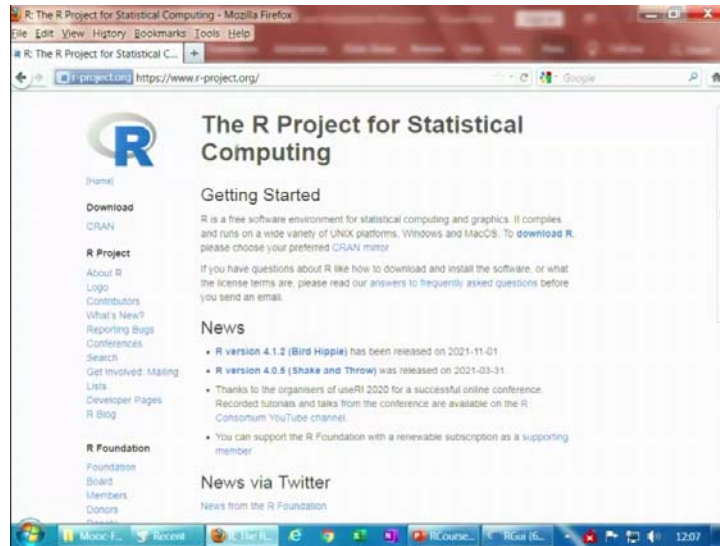 R: The R Project for Statistical Computing - Mozilla Firefox
File Edit View History Bookmarks Tools Help
R: The R Project for Statistical C...
r-project.org https://www.r-project.org/
Google
R
[Home]
Download
CRAN
R Project
About R
Logo
Contributors
What's New?
Reporting Bugs
Conferences
Search
Get Involved: Mailing
Lists
Developer Pages
R Blog
R Foundation
Foundation
Board
Members
Donors
The R Project for Statistical
Computing
Getting Started
R is a free software environment for statistical computing and graphics. It compiles
and runs on a wide variety of UNIX platforms, Windows and MacOS. To download R,
please choose your preferred CRAN mirror.
If you have questions about R like how to download and install the software, or what
the license terms are, please read our answers to frequently asked questions before
you send an email.
News
• R version 4.1.2 (Bird Hippie) has been released on 2021-11-01.
• R version 4.0.5 (Shake and Throw) was released on 2021-03-31.
• Thanks to the organisers of useR! 2020 for a successful online conference.
Recorded tutorials and talks from the conference are available on the R
Consortium YouTube channel.
• You can support the R Foundation with a renewable subscription as a supporting
member
News via Twitter
News from the R Foundation
Mooc-F... Recent R: The R... RCourse... RGui (6... 12:07